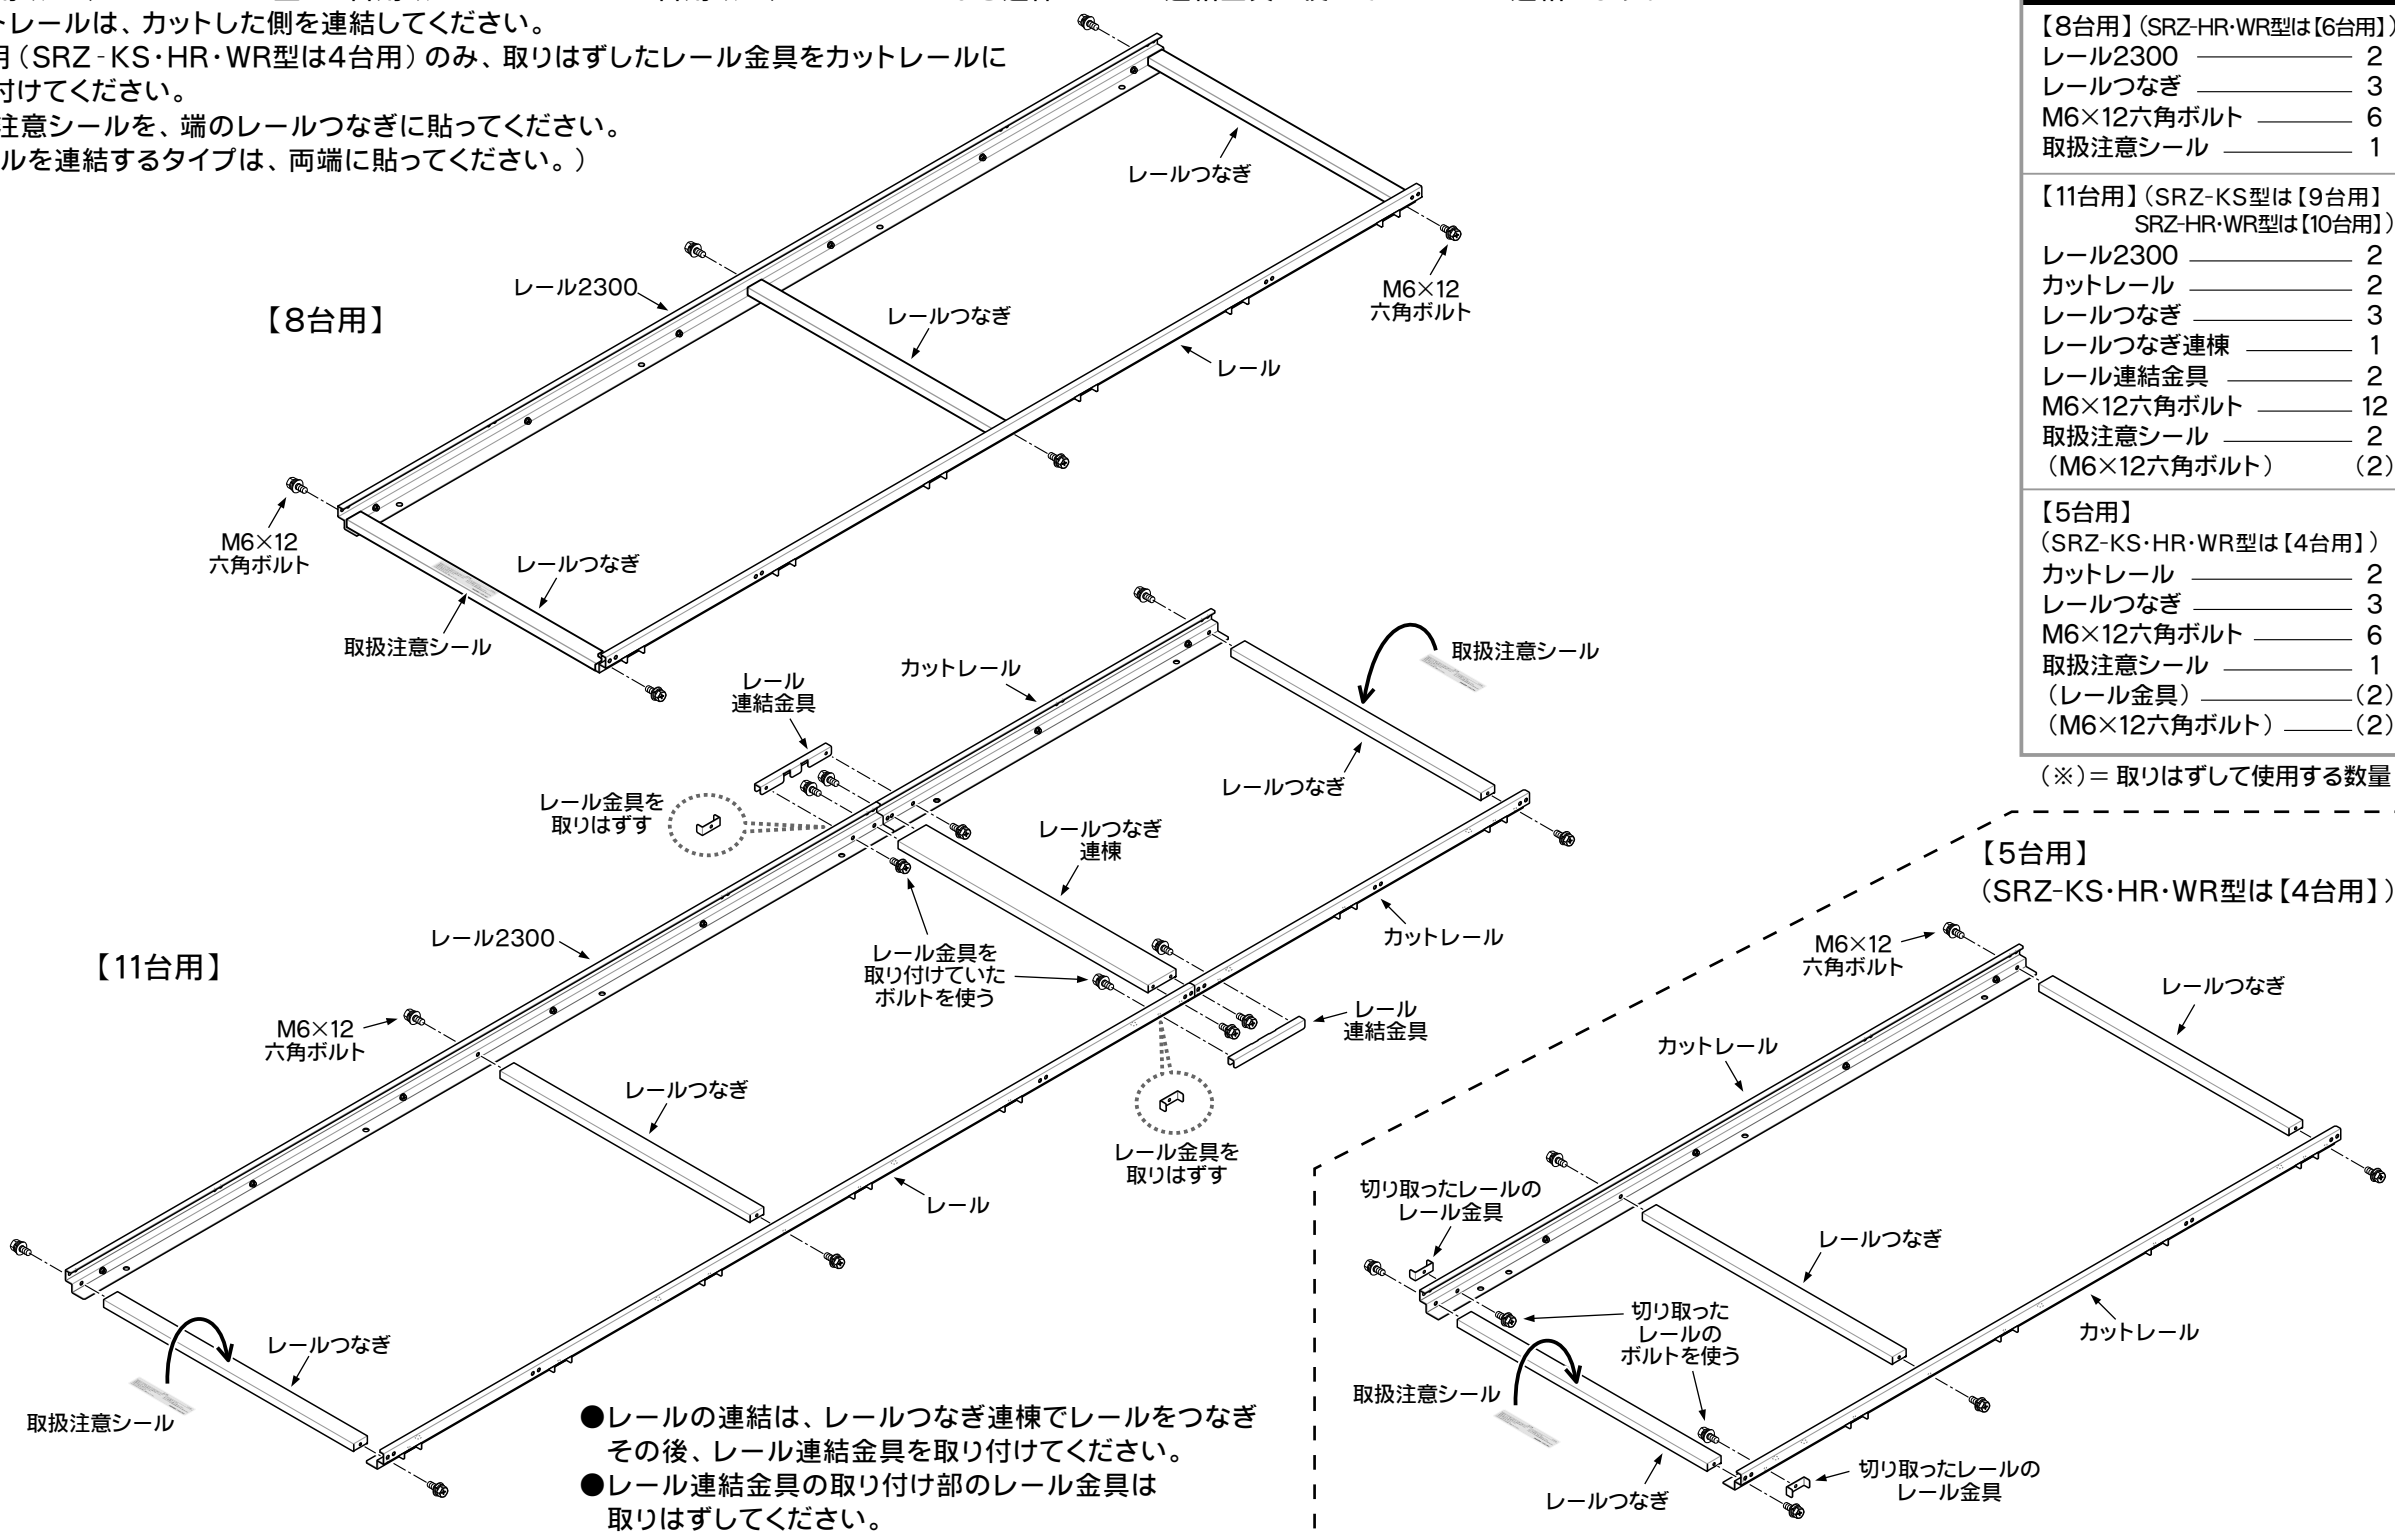 トレールは、カットした側を連結してください。
用（SRZ-KS・HR・WR型は4台用）のみ、取りはずしたレール金具をカットレールに
付けてください。
注意シールを、端のレールつなぎに貼ってください。
ルを連結するタイプは、両端に貼ってください。）
【8台用】（SRZ-HR・WR型は【6台用】）
レール2300 2
レールつなぎ 3
M6×12六角ボルト 6
取扱注意シール 1
【11台用】（SRZ-KS型は【9台用】
SRZ-HR・WR型は【10台用】）
レール2300 2
カットレール 2
レールつなぎ 3
レールつなぎ連棟 1
レール連結金具 2
M6×12六角ボルト 12
取扱注意シール 2
（M6×12六角ボルト） （2）
【5台用】
（SRZ-KS・HR・WR型は【4台用】）
カットレール 2
レールつなぎ 3
M6×12六角ボルト 6
取扱注意シール 1
（レール金具） （2）
（M6×12六角ボルト） （2）
（※）＝ 取りはずして使用する数量
【8台用】
レールつなぎ
レール2300
レールつなぎ
M6×12
六角ボルト
レール
M6×12
六角ボルト
レールつなぎ
取扱注意シール
【11台用】
カットレール
取扱注意シール
レール
連結金具
レールつなぎ
レール金具を
取りはずす
レールつなぎ
連棟
レール2300
レール金具を
取り付けていた
ボルトを使う
カットレール
M6×12
六角ボルト
レール
連結金具
レールつなぎ
レール金具を
取りはずす
レール
レールつなぎ
取扱注意シール
●レールの連結は、レールつなぎ連棟でレールをつなぎ
その後、レール連結金具を取り付けてください。
●レール連結金具の取り付け部のレール金具は
取りはずしてください。
【5台用】
（SRZ-KS・HR・WR型は【4台用】）
M6×12
六角ボルト
レールつなぎ
カットレール
切り取ったレールの
レール金具
レールつなぎ
切り取った
レールの
ボルトを使う
カットレール
取扱注意シール
レールつなぎ
切り取ったレールの
レール金具